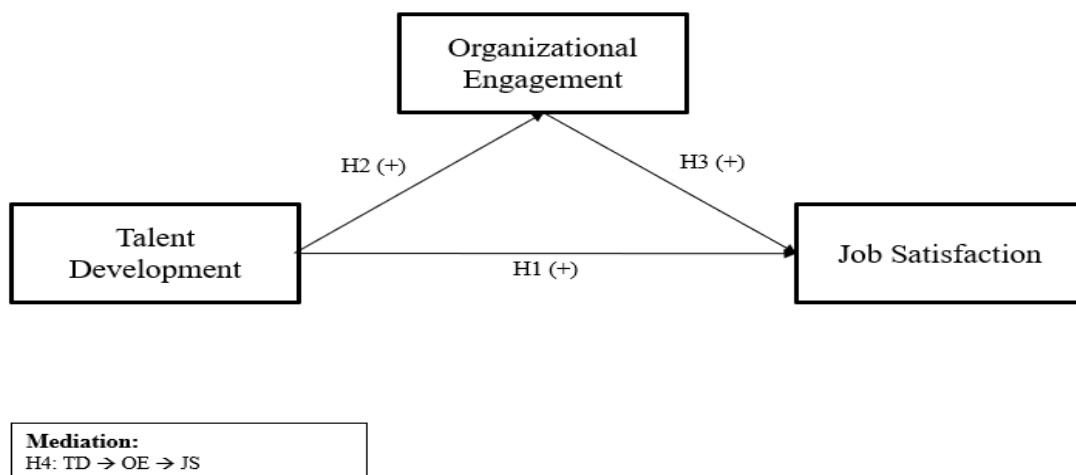 Organizational
Engagement
H2 (+)
H3 (+)
Talent
Development
H1 (+)
Job Satisfaction
Mediation:
H4: TD → OE → JS